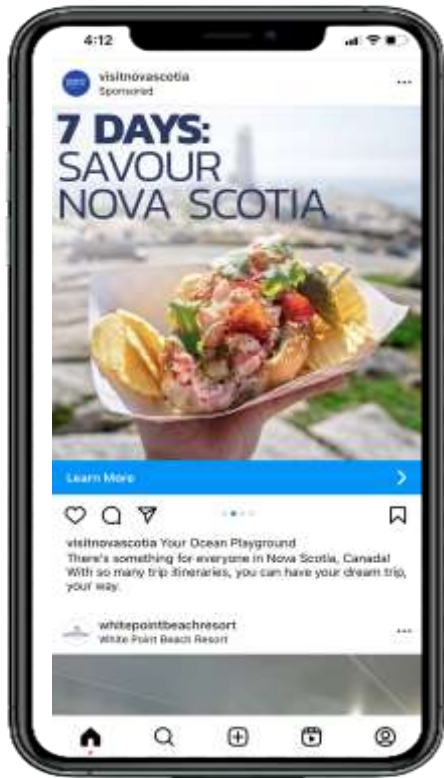 4:12
visitnovascotia
Sponsored
7 DAYS:
SAVOUR
NOVA SCOTIA
Learn More
visitnovascotia Your Ocean Playground
There's something for everyone in Nova Scotia, Canada!
With so many trip itineraries, you can have your dream trip,
your way.
whitepointbeachresort
White Point Beach Resort